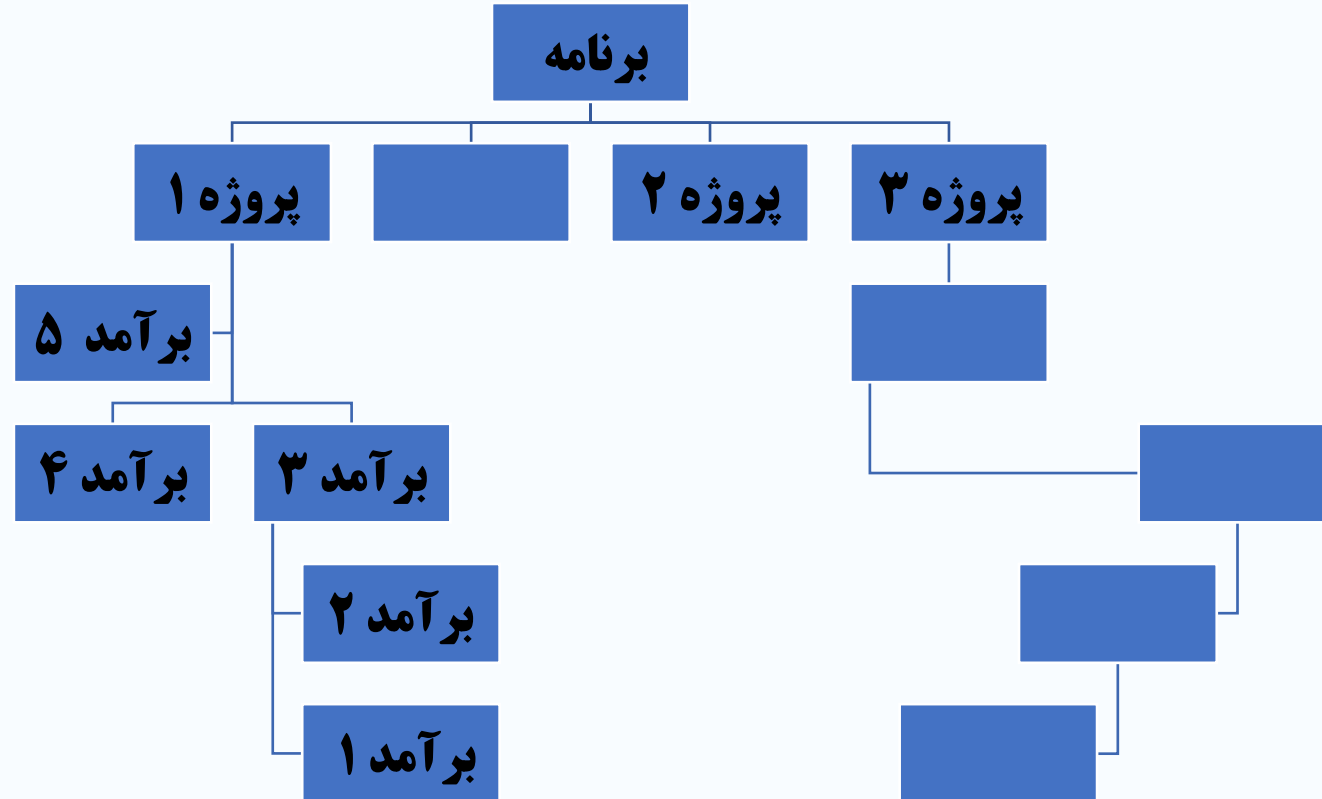 برنامه
پروژه ۳
پروژه ۲
پروژه ۱
برآمد ۵
برآمد ۳
برآمد ۴
برآمد ۲
برآمد ۱